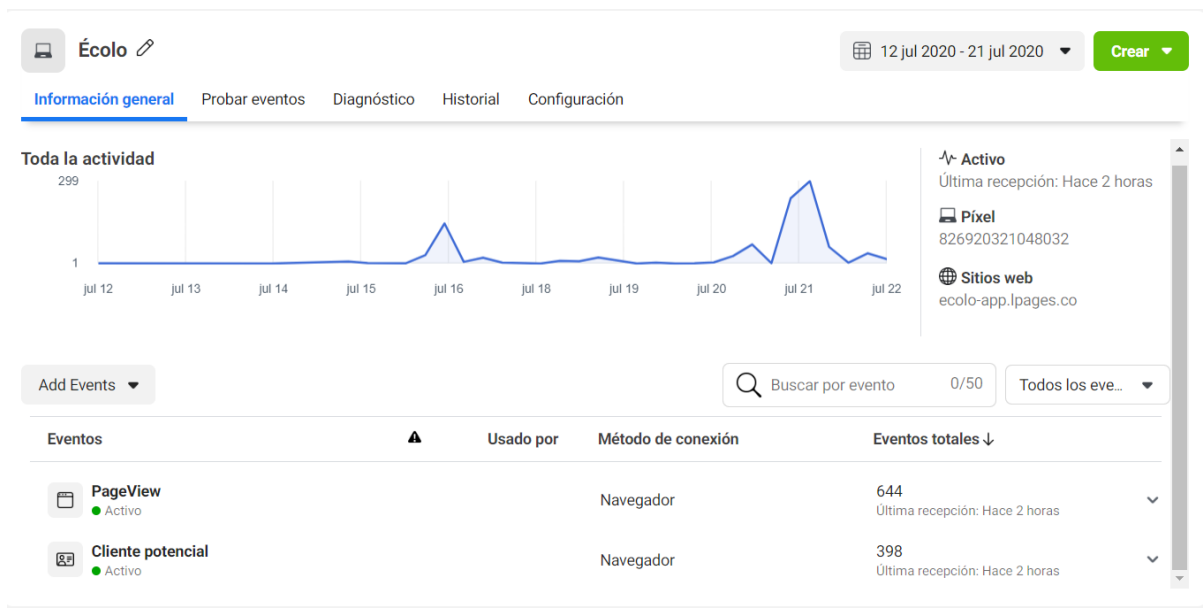 Écolo
12 jul 2020 - 21 jul 2020
Crear
Información general Probar eventos Diagnóstico Historial Configuración
Toda la actividad
299
1
jul 12 jul 13 jul 14 jul 15 jul 16 jul 18 jul 19 jul 20 jul 21 jul 22
Activo
Última recepción: Hace 2 horas
Píxel
826920321048032
Sitios web
ecolo-app.lpages.co
Add Events
Buscar por evento 0/50
Todos los eve...
Eventos Usado por Método de conexión Eventos totales
PageView
Activo
Navegador
644
Última recepción: Hace 2 horas
Cliente potencial
Activo
Navegador
398
Última recepción: Hace 2 horas